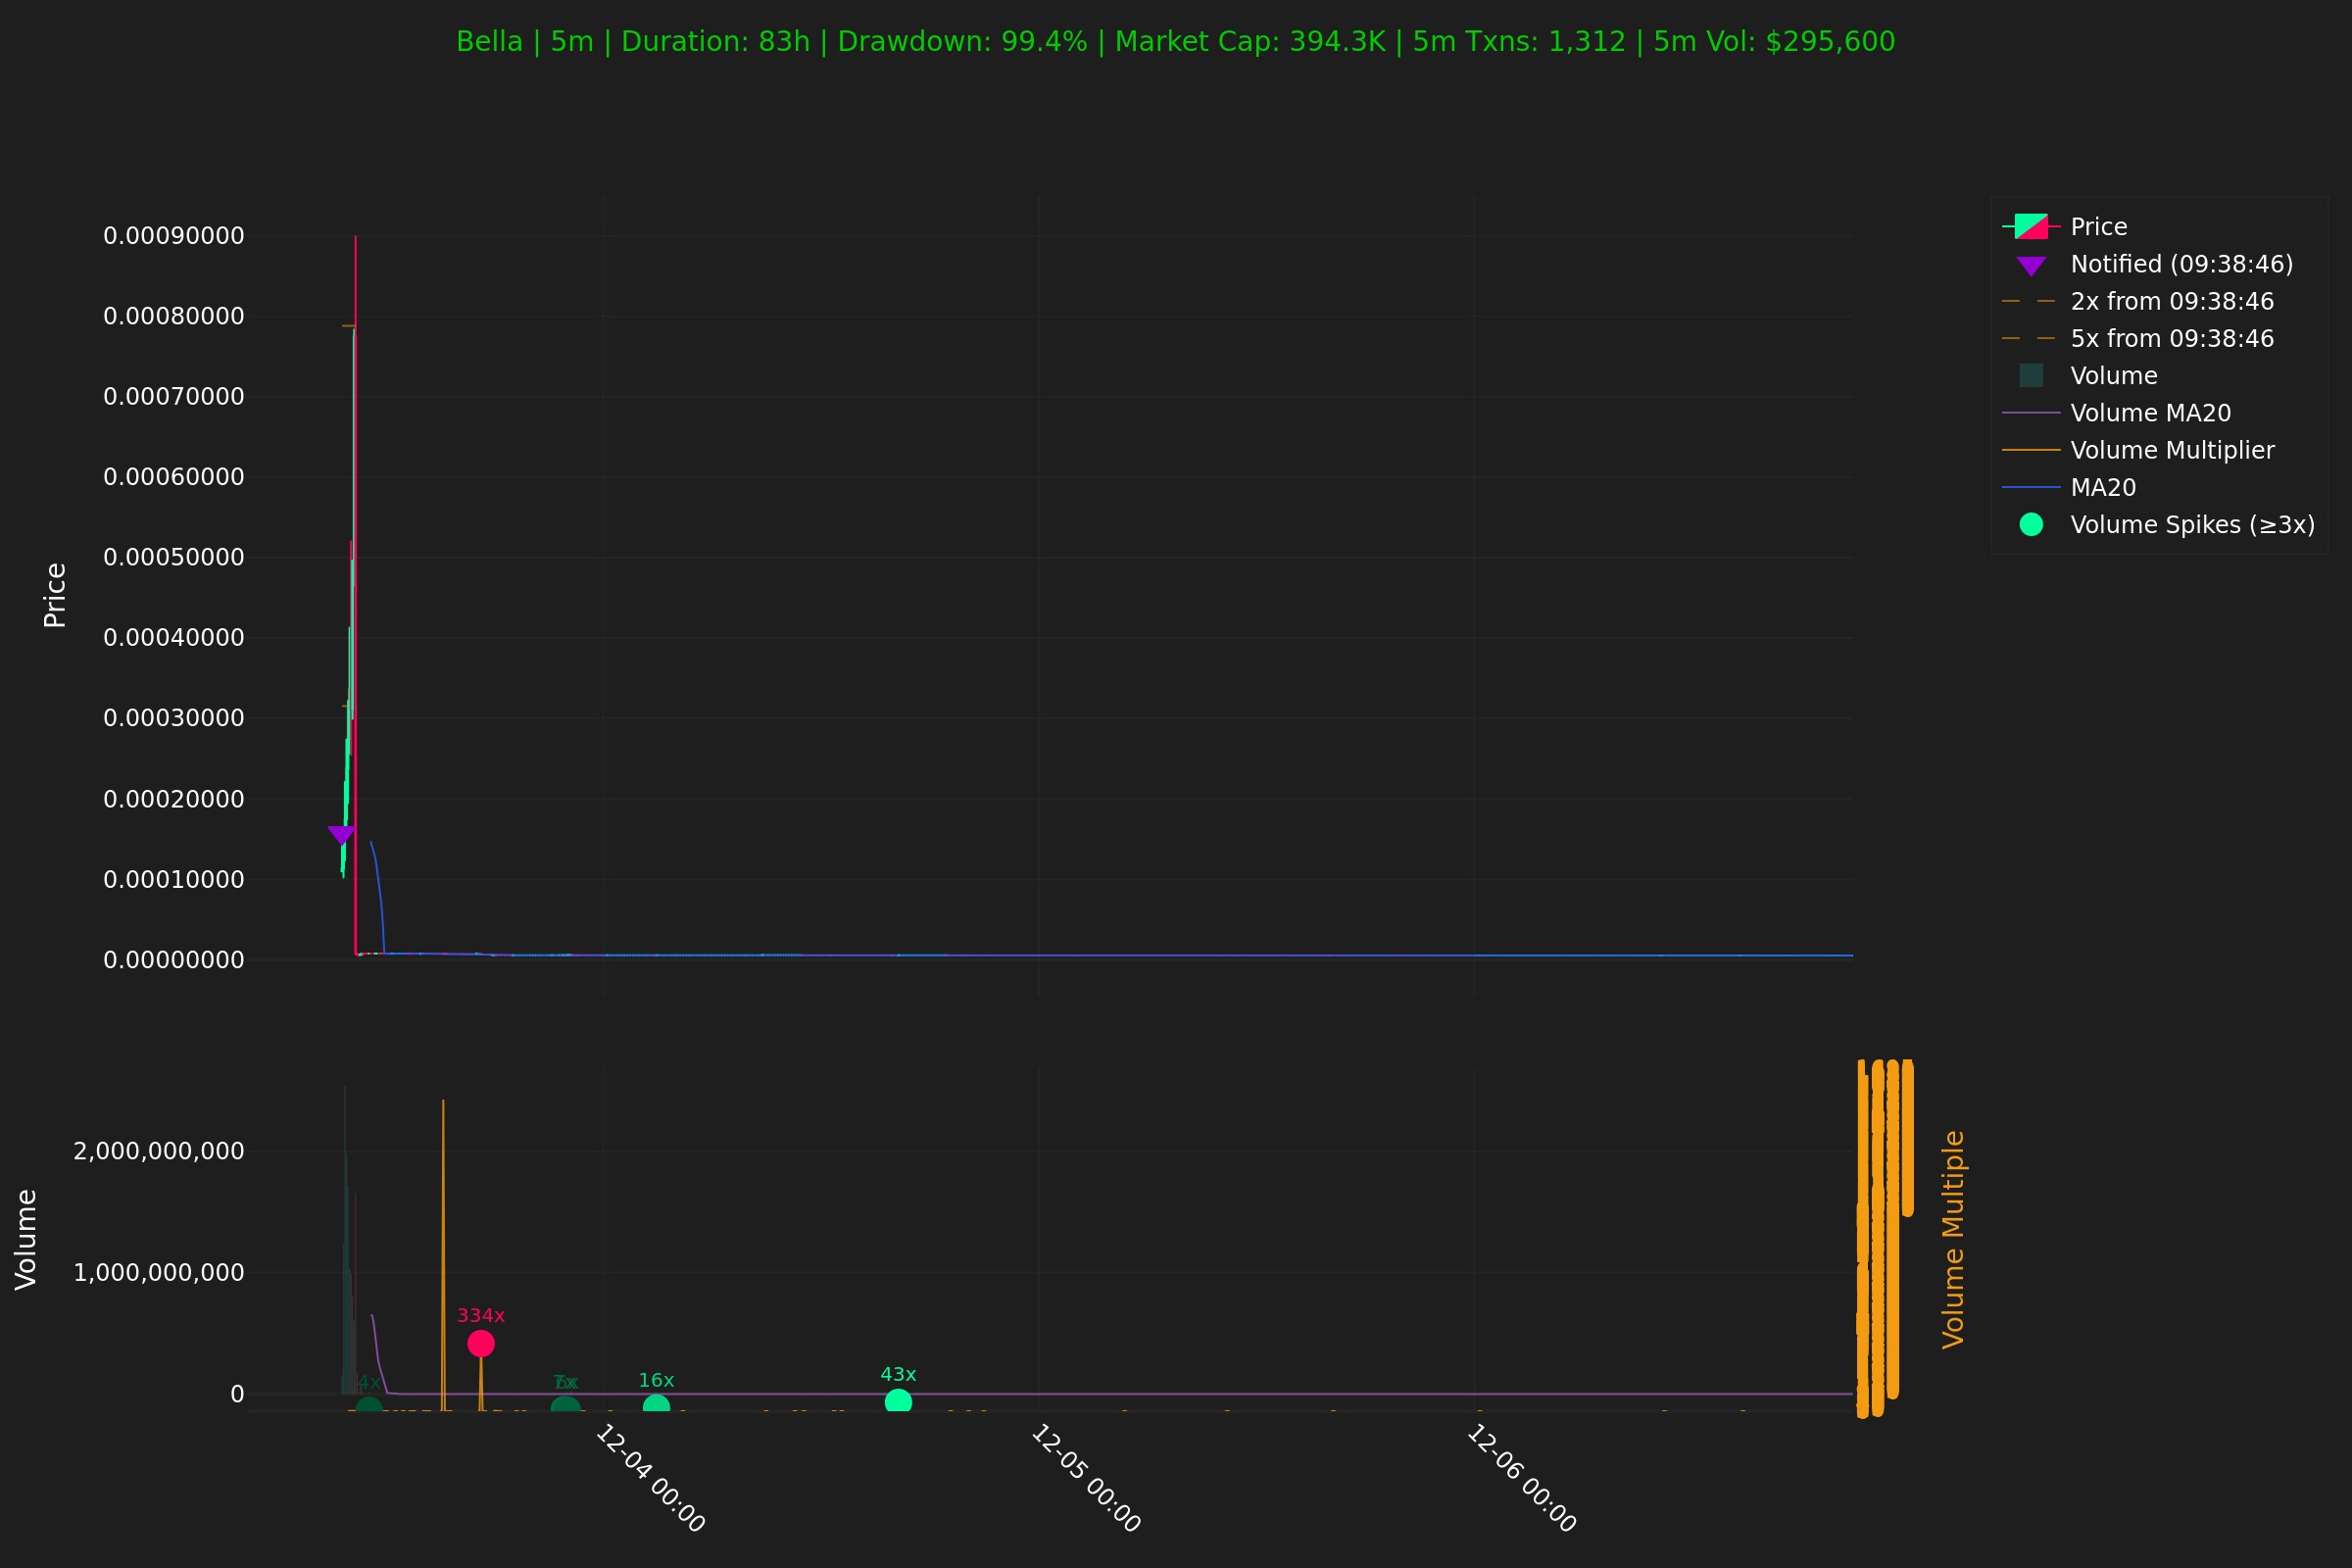 Bella | 5m | Duration: 83h | Drawdown: 99.4% | Market Cap: 394.3K | 5m Txns: 1,312 | 5m Vol: $295,600
Price
0.00090000
0.00080000
0.00070000
0.00060000
0.00050000
0.00040000
0.00030000
0.00020000
0.00010000
0.00000000
Price
Notified (09:38:46)
2x from 09:38:46
5x from 09:38:46
Volume
Volume MA20
Volume Multiplier
MA20
Volume Spikes (≥3x)
Volume
2,000,000,000
1,000,000,000
0
4x
334x
16x
43x
Volume Multiple
12-04 00:00
12-05 00:00
12-06 00:00